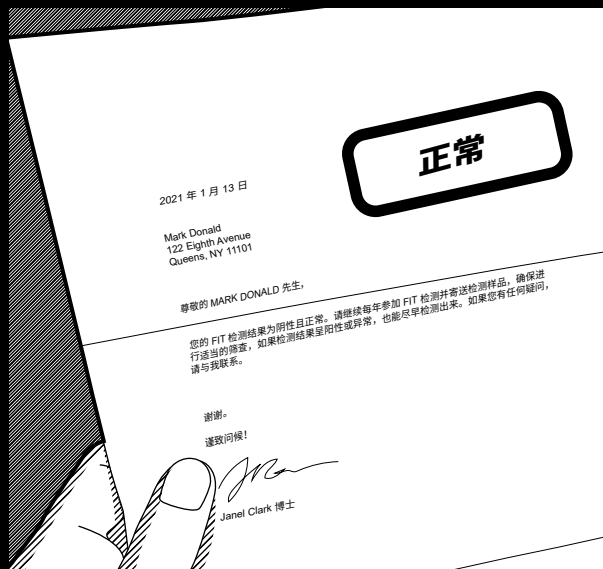 正常
2021 年 1 月 13 日
Mark Donald
122 Eighth Avenue
Queens, NY 11101
尊敬的 MARK DONALD 先生，
您的 FIT 检测结果为阴性且正常。请继续每年参加 FIT 检测并寄送检测样品，确保进
行适当的筛查，如果检测结果呈阳性或异常，也能尽早检测出来。如果您有任何疑问，
请与我联系。
谢谢。
谨致问候！
Janel Clark 博士